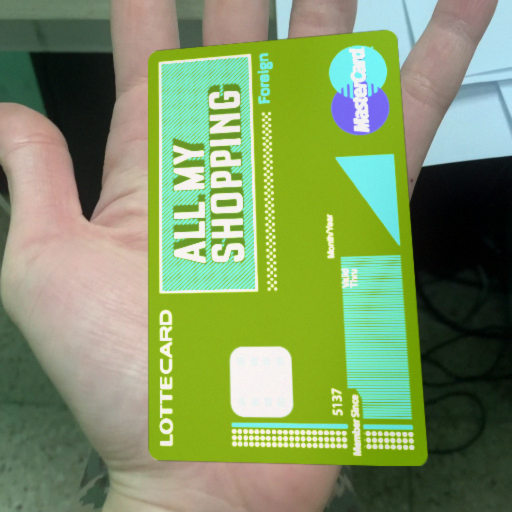 LOTTECARD
ALL MY
SHOPPING
Foreign
MasterCard
5137
Month/Year
Valid
Thru
Member Since